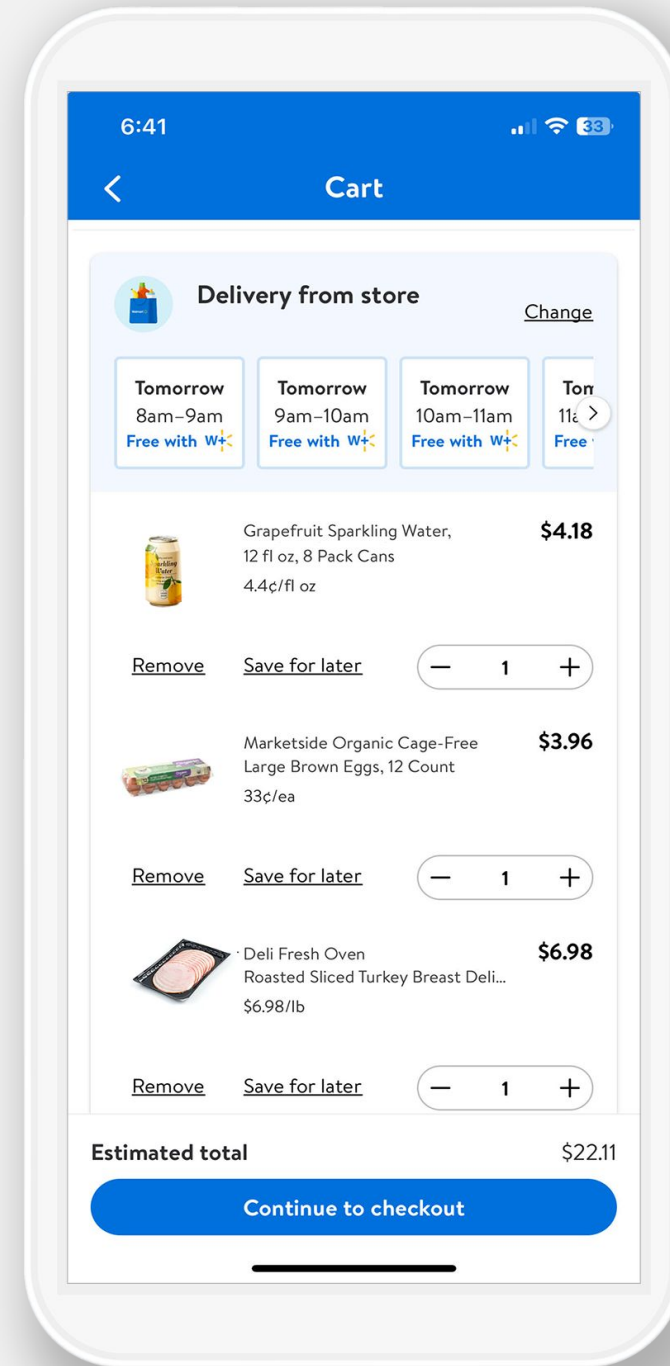 6:41
33
Cart
Delivery from store
Change
Tomorrow
8am–9am
Free with W+
Tomorrow
9am–10am
Free with W+
Tomorrow
10am–11am
Free with W+
Free
Grapefruit Sparkling Water,
12 fl oz, 8 Pack Cans
4.4¢/fl oz
$4.18
Sparkling
Water
Remove
Save for later
1
Marketside Organic Cage-Free
Large Brown Eggs, 12 Count
33¢/ea
$3.96
Remove
Save for later
1
Deli Fresh Oven
Roasted Sliced Turkey Breast Deli...
$6.98/lb
$6.98
Remove
Save for later
1
Estimated total
$22.11
Continue to checkout